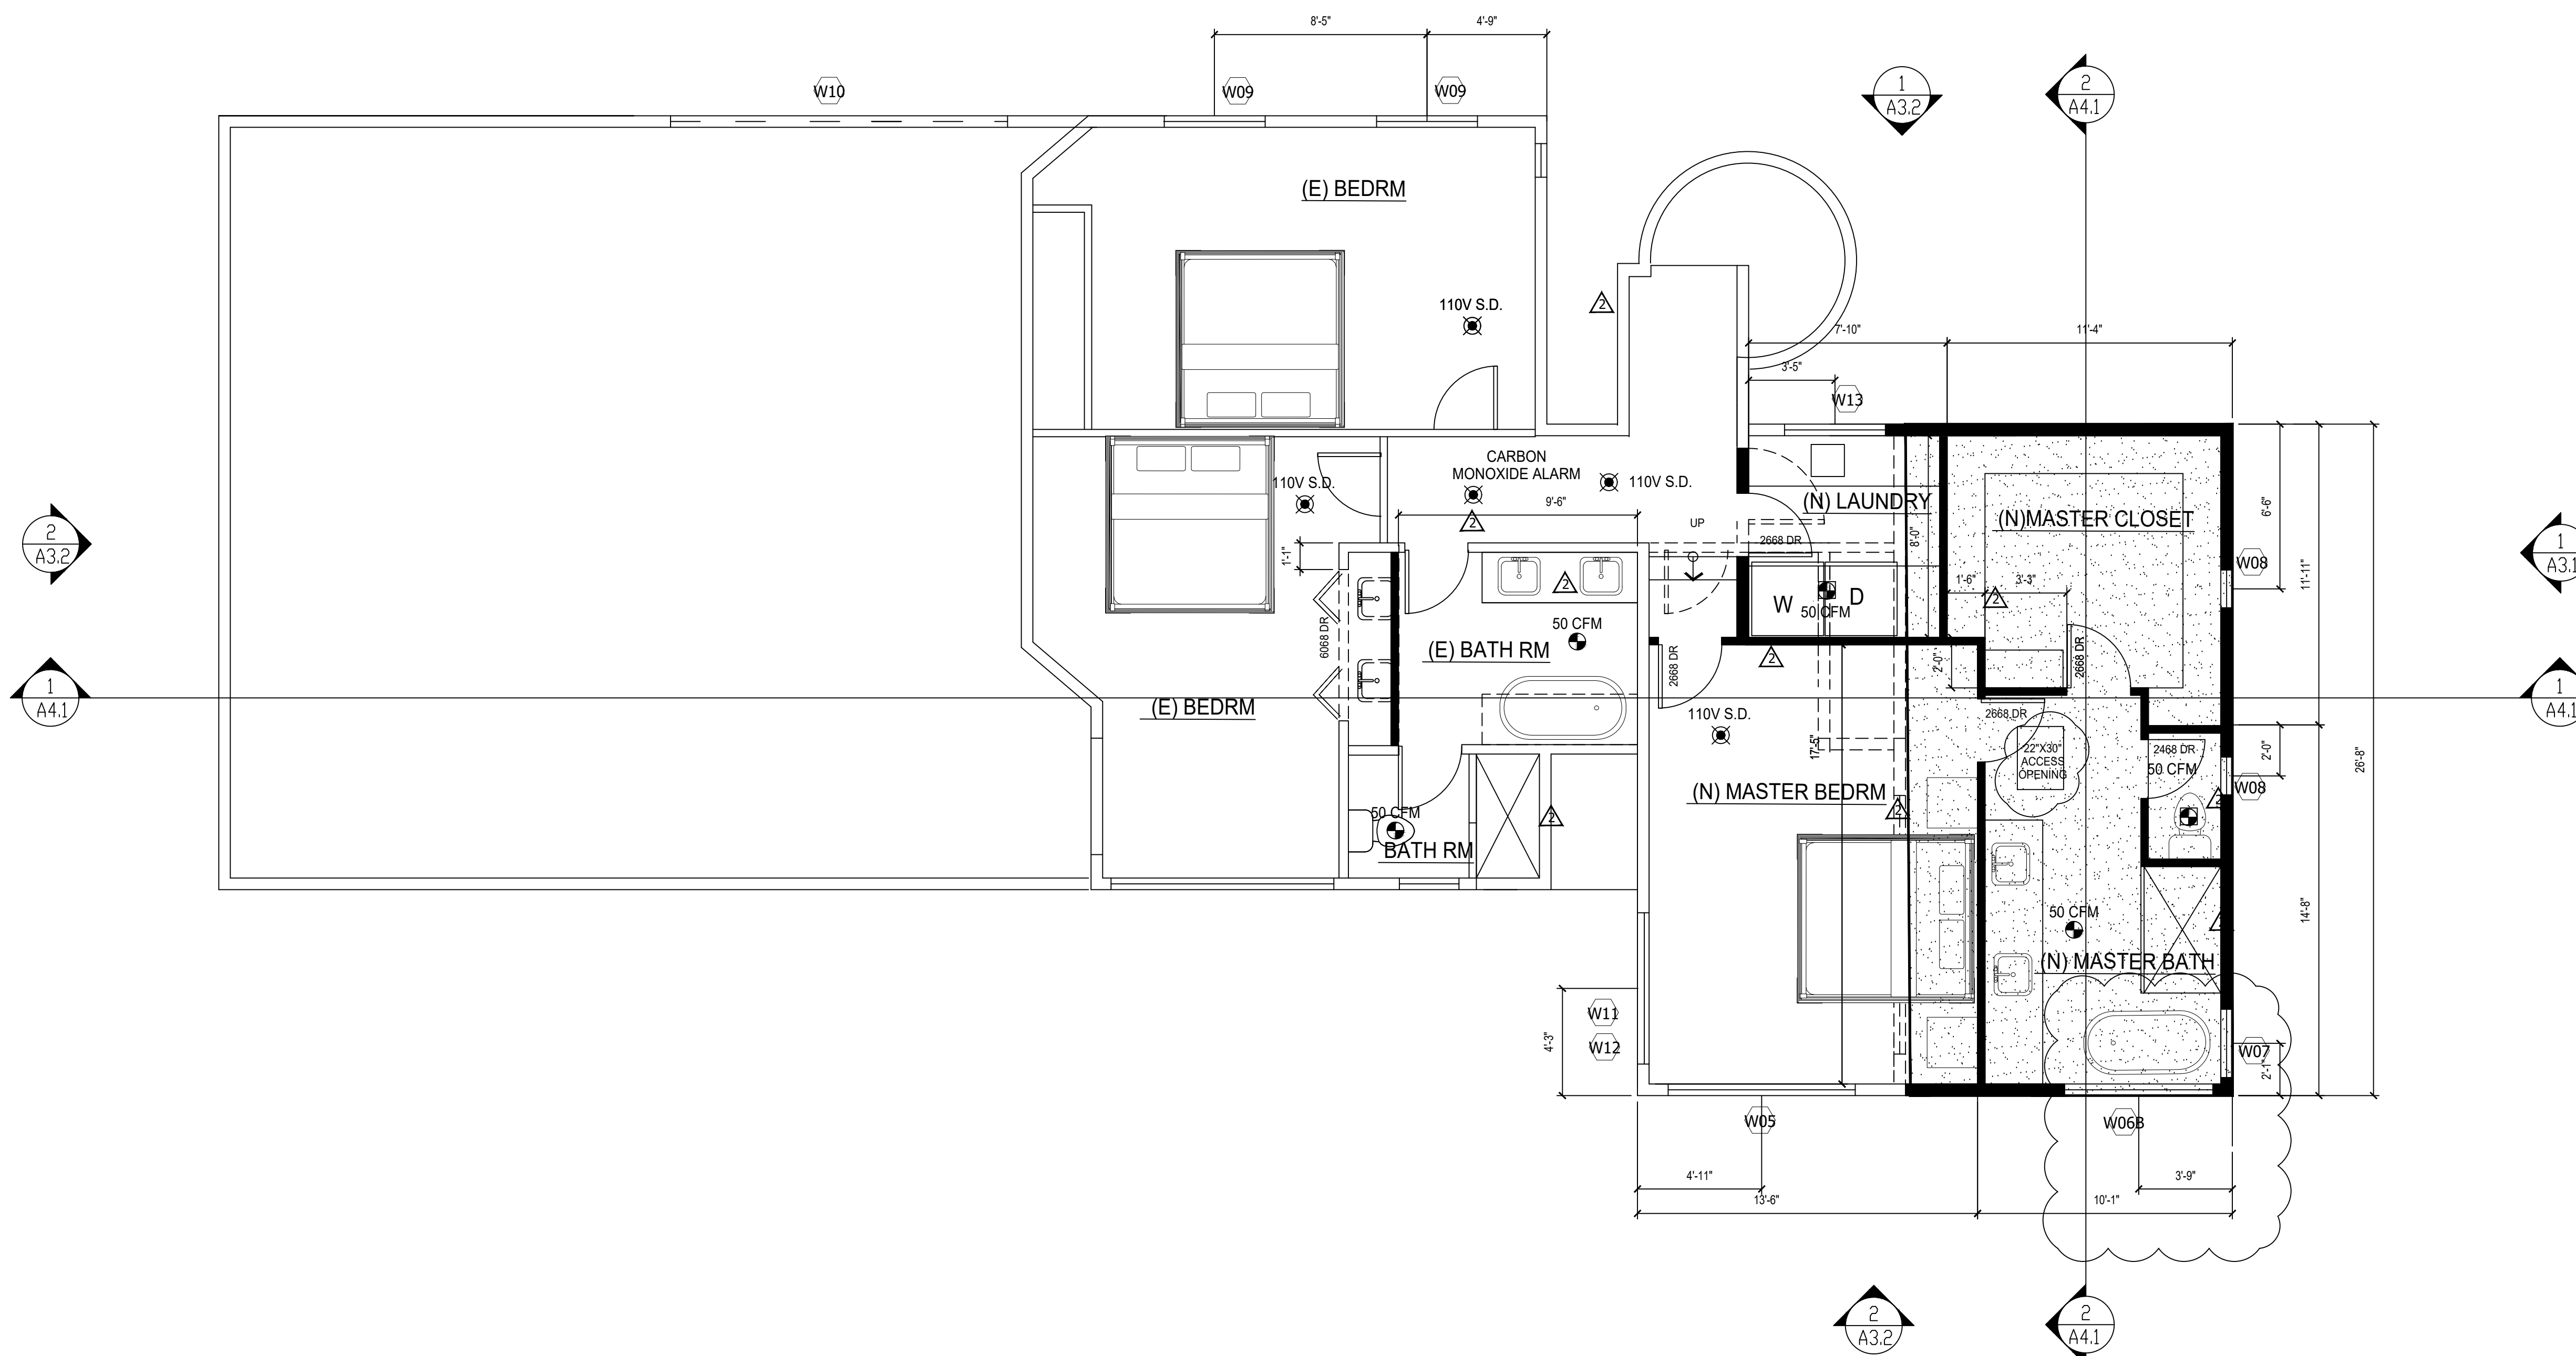 8'-5"
4'-9"
W10
W09
W09
1
A3.2
2
A4.1
(E) BEDRM
110V S.D.
2
7'-10"
11'-4"
3'-5"
W13
CARBON
MONOXIDE ALARM
110V S.D.
110V S.D.
9'-6"
2
UP
(N) LAUNDRY
(N)MASTER CLOSET
6'-6"
2
A3.2
1
A3.1
1'-1"
2668 DR
8'-0"
W08
11'-11"
2
W
D
50 CFM
1'-6"
3'-3"
2
50 CFM
6068 DR
(E) BATH RM
2668 DR
2
2'-0"
2668 DR
1
A4.1
1
A4.1
(E) BEDRM
110V S.D.
2668 DR
17'-5"
22"X30"
ACCESS
OPENING
2468 DR
50 CFM
2'-0"
26'-8"
W08
2
(N) MASTER BEDRM
2
50 CFM
2
BATH RM
50 CFM
14'-8"
(N) MASTER BATH
W11
W12
4'-3"
W07
2'-1"
W05
W06B
4'-11"
3'-9"
13'-6"
10'-1"
2
A3.2
2
A4.1